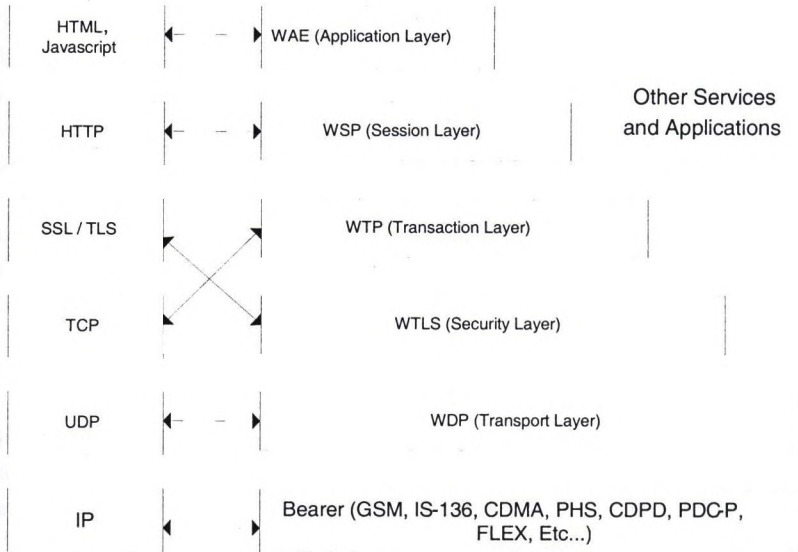 HTML,
Javascript
WAE (Application Layer)
Other Services
and Applications
HTTP
WSP (Session Layer)
SSL / TLS
WTP (Transaction Layer)
TCP
WTLS (Security Layer)
UDP
WDP (Transport Layer)
IP
Bearer (GSM, IS-136, CDMA, PHS, CDPD, PDC-P,
FLEX, Etc...)